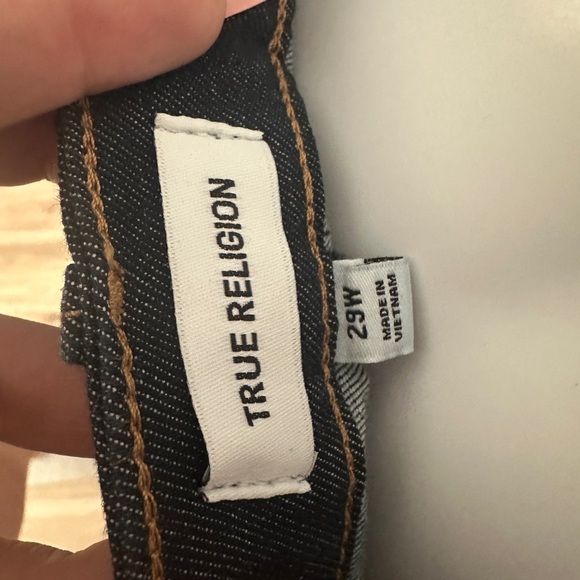 TRUE RELIGION
29W
MADE IN
VIETNAM